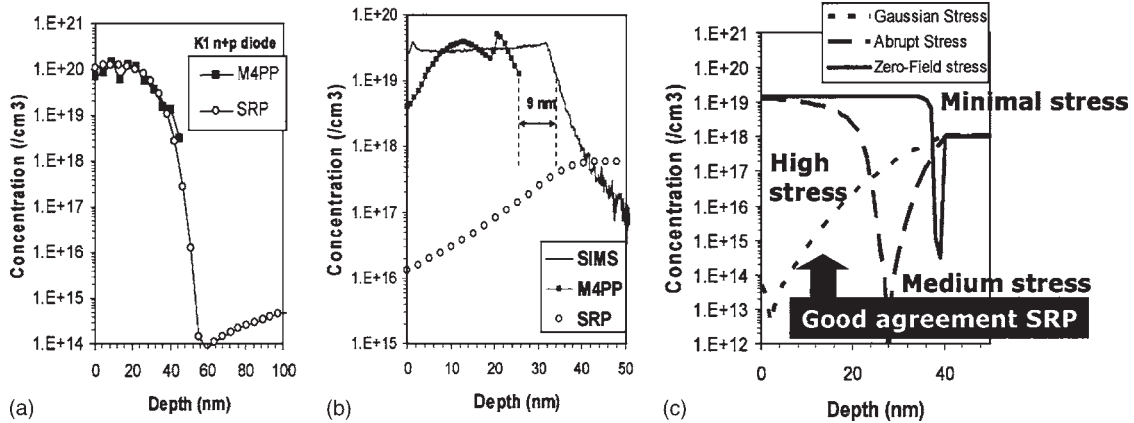 1.E+21
1.E+20
1.E+19
1.E+18
1.E+17
1.E+16
1.E+15
1.E+14
Concentration (/cm3)
K1 n+p diode
M4PP
SRP
0 20 40 60 80 100
Depth (nm)
(a)
1.E+20
1.E+19
1.E+18
1.E+17
1.E+16
1.E+15
Concentration (/cm3)
9 nm
SIMS
M4PP
SRP
0 10 20 30 40 50
Depth (nm)
(b)
Gaussian Stress
Abrupt Stress
Zero-Field stress
1.E+21
1.E+20
1.E+19
1.E+18
1.E+17
1.E+16
1.E+15
1.E+14
1.E+13
1.E+12
Concentration (/cm3)
Minimal stress
High
stress
Medium stress
Good agreement SRP
0 20 40
Depth (nm)
(c)